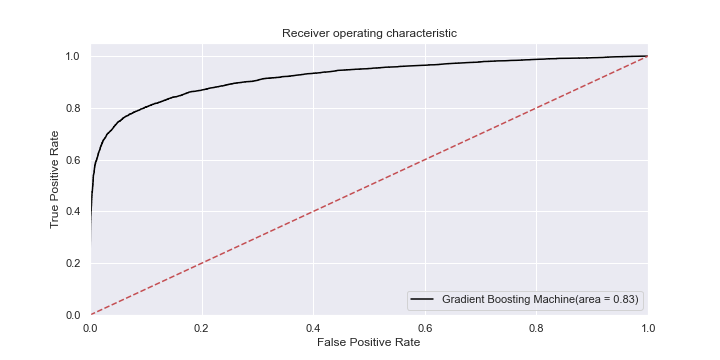 Receiver operating characteristic
1.0
0.8
0.6
0.4
0.2
0.0
True Positive Rate
Gradient Boosting Machine(area = 0.83)
0.0 0.2 0.4 0.6 0.8 1.0
False Positive Rate